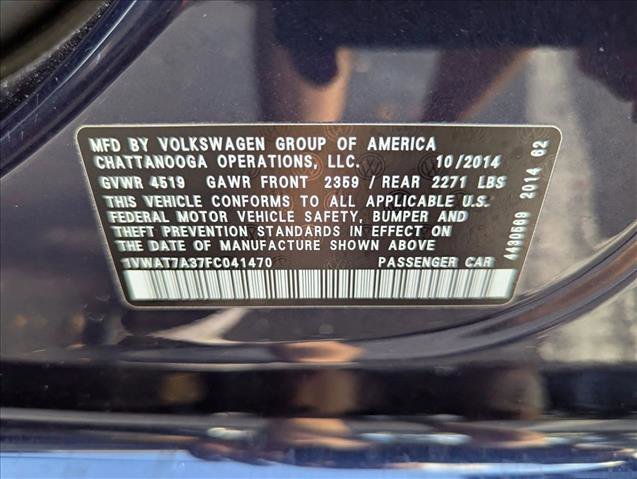 MFD BY VOLKSWAGEN GROUP OF AMERICA
CHATTANOOGA OPERATIONS, LLC. 10/2014
GVWR 4519 GAWR FRONT 2359 / REAR 2271 LBS
THIS VEHICLE CONFORMS TO ALL APPLICABLE U.S.
FEDERAL MOTOR VEHICLE SAFETY, BUMPER AND
THEFT PREVENTION STANDARDS IN EFFECT ON
THE DATE OF MANUFACTURE SHOWN ABOVE
1VWAT7A37FC041470 PASSENGER CAR
4430569 2014 62